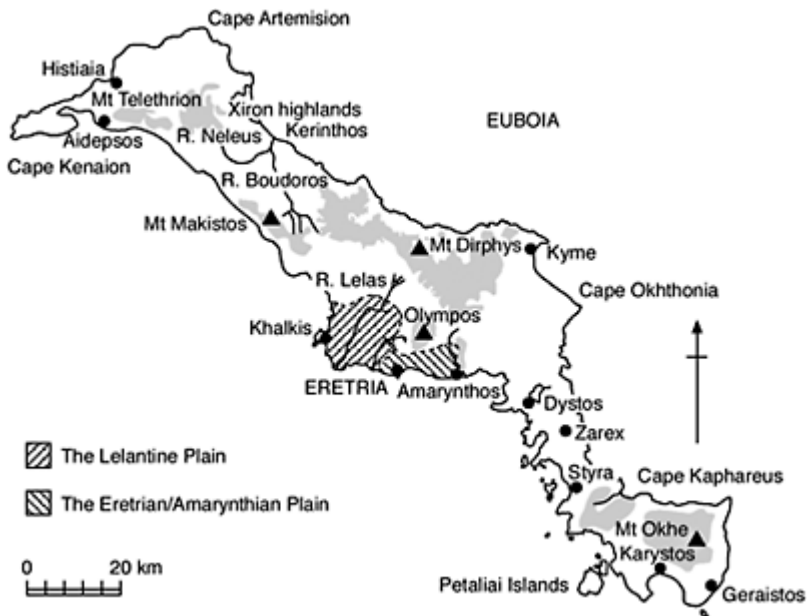 Cape Artemision
Histiaia
Mt Telethrion
Xiron highlands
EUBOIA
R. Neleus
Kerinthos
Aidepsos
Cape Kenaion
R. Boudoros
Mt Makistos
Mt Dirphys
Kyme
R. Lelas
Cape Okhthonia
Olympos
Khalkis
ERETRIA
Amarynthos
Dystos
Zarex
The Lelantine Plain
Styra
Cape Kaphareus
The Eretrian/Amarynthian Plain
Mt Okhe
Karystos
0 20 km
Petaliai Islands
Geraistos